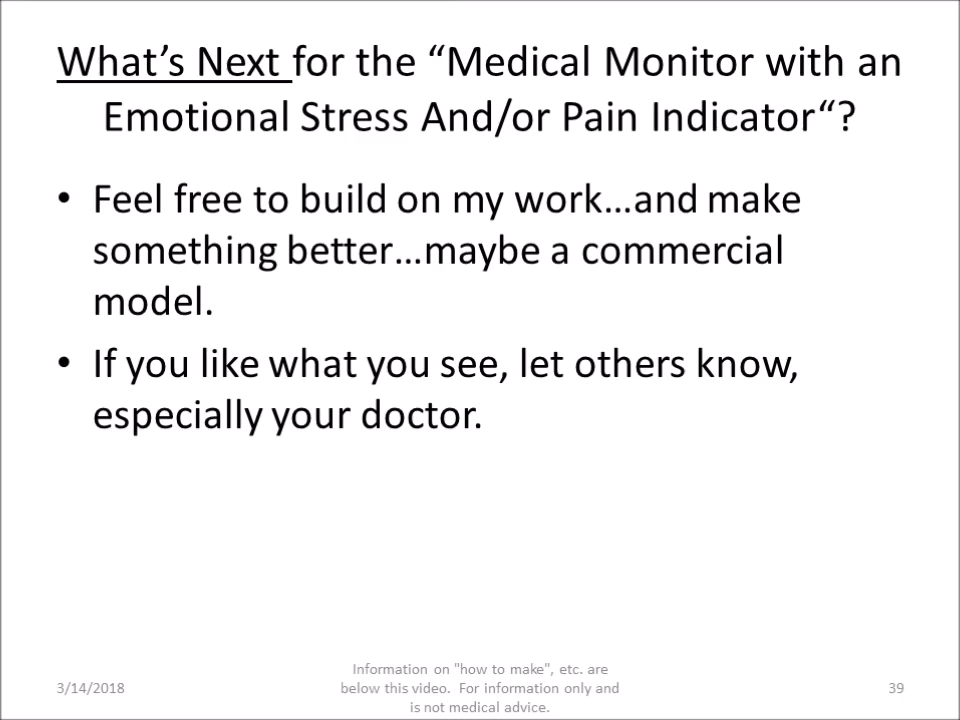 What’s Next for the “Medical Monitor with an
Emotional Stress And/or Pain Indicator“?
• Feel free to build on my work…and make
something better…maybe a commercial
model.
• If you like what you see, let others know,
especially your doctor.
Information on "how to make", etc. are
3/14/2018 below this video. For information only and 39
is not medical advice.